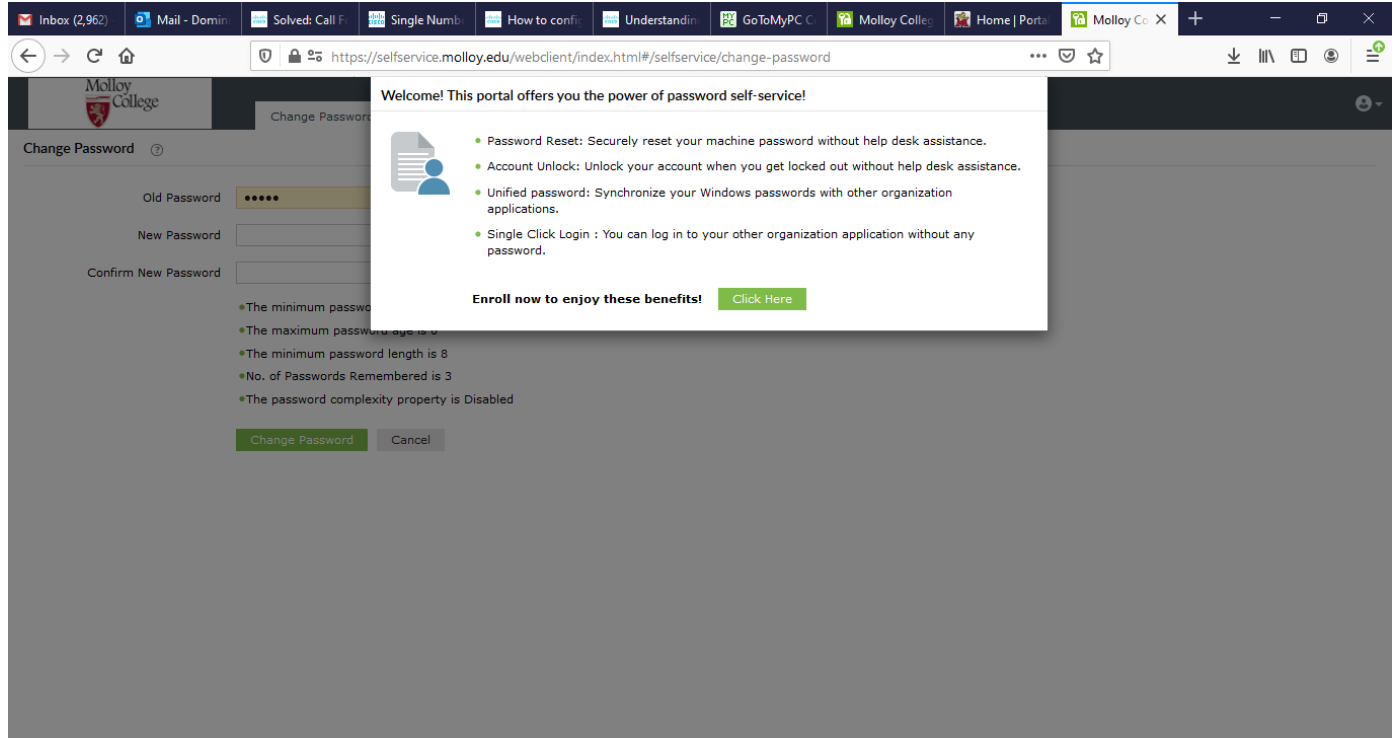 Inbox (2,962)
Mail - Domin
Solved: Call F
Single Numb
How to confi
Understandin
GoToMyPC C
Molloy Colleg
Home | Porta
Molloy Co
https://selfservice.molloy.edu/webclient/index.html#/selfservice/change-password
Molloy
College
Change Password
Welcome! This portal offers you the power of password self-service!
Change Password
Password Reset: Securely reset your machine password without help desk assistance.
Account Unlock: Unlock your account when you get locked out without help desk assistance.
Unified password: Synchronize your Windows passwords with other organization
applications.
Single Click Login : You can log in to your other organization application without any
password.
Enroll now to enjoy these benefits! Click Here
Old Password
New Password
Confirm New Password
The minimum passwo
The maximum password age is 0
The minimum password length is 8
No. of Passwords Remembered is 3
The password complexity property is Disabled
Change Password Cancel